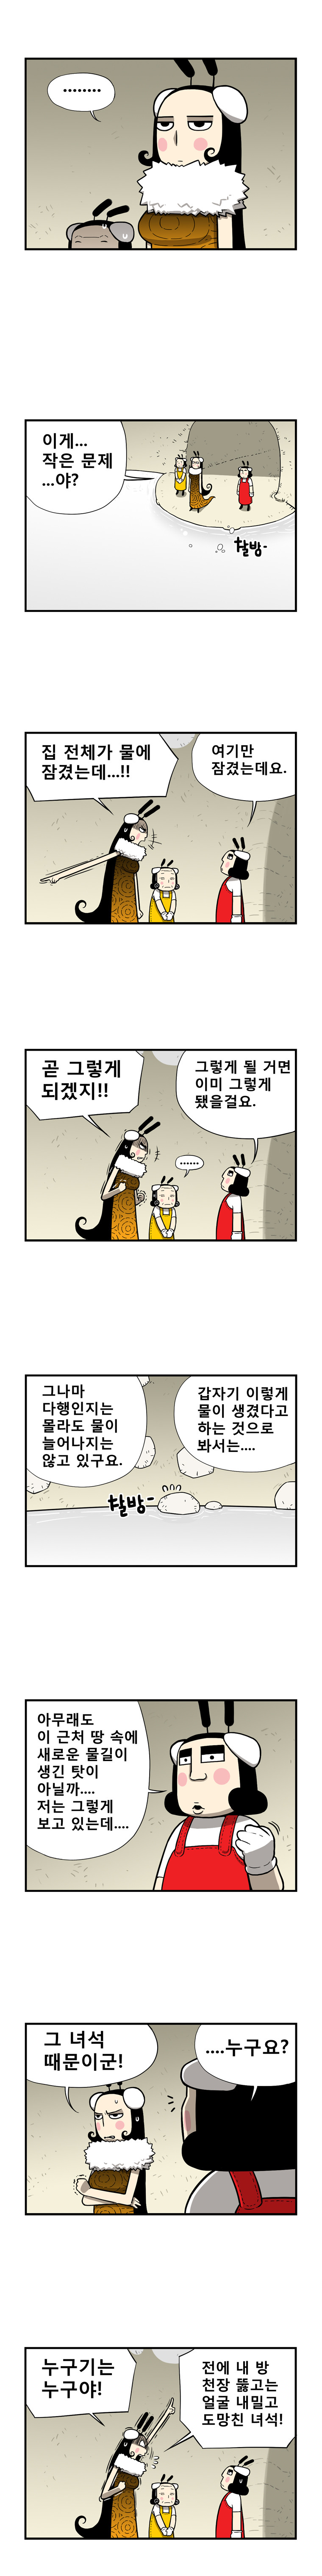 ........
이게...
작은 문제
...야?
촬방-
집 전체가 물에
잠겼는데...!!
여기만
잠겼는데요.
곧 그렇게
되겠지!!
......
그렇게 될 거면
이미 그렇게
됐을걸요.
그나마
다행인지는
몰라도 물이
늘어나지는
않고 있구요.
갑자기 이렇게
물이 생겼다고
하는 것으로
봐서는....
촬방-
아무래도
이 근처 땅 속에
새로운 물길이
생긴 탓이
아닐까....
저는 그렇게
보고 있는데....
그 녀석
때문이군!
....누구요?
누구기는
누구야!
전에 내 방
천장 뚫고는
얼굴 내밀고
도망친 녀석!